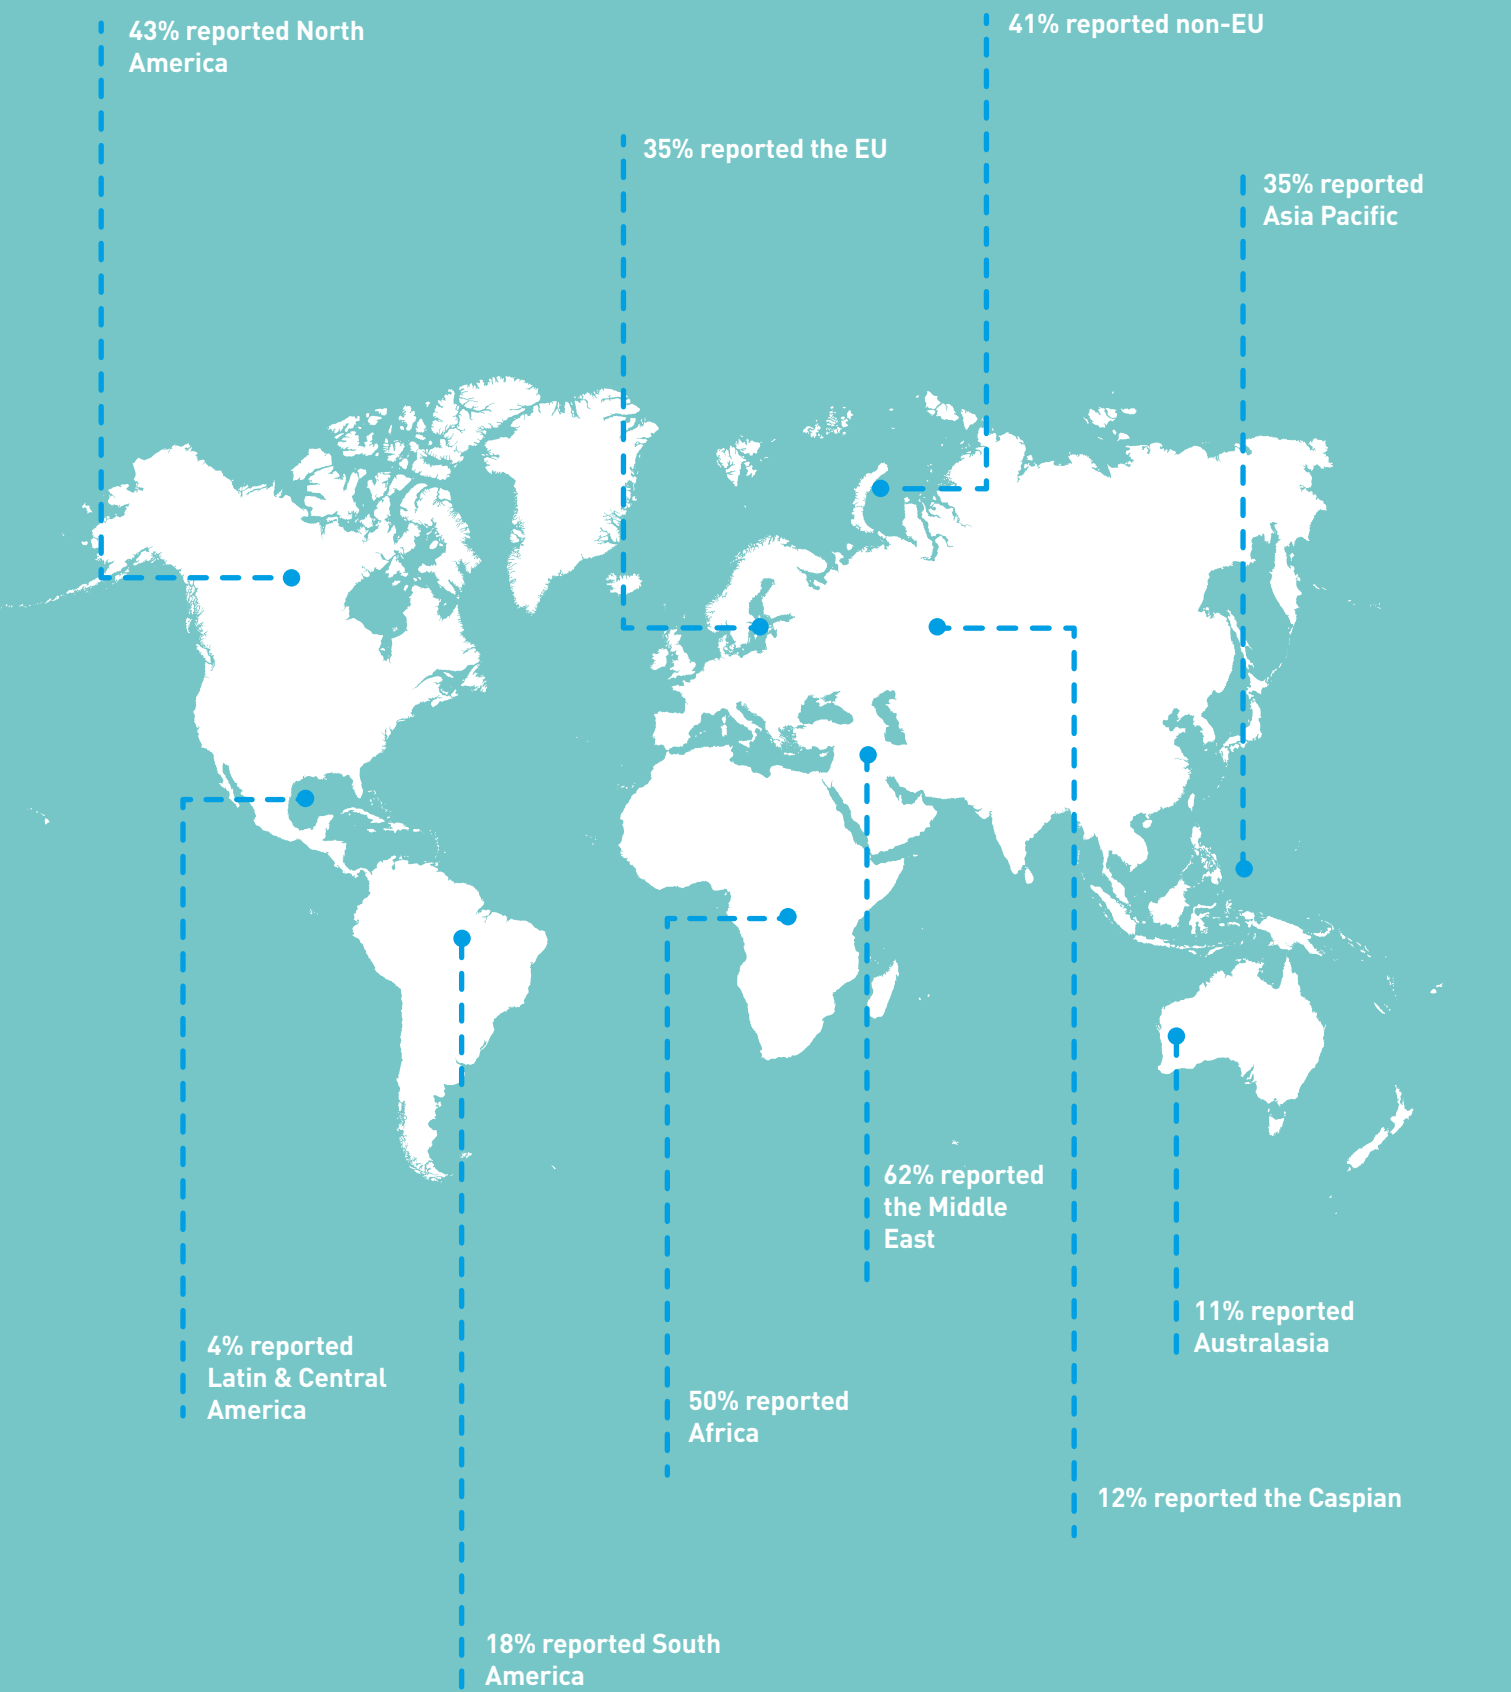 43% reported North
America
41% reported non-EU
35% reported the EU
35% reported
Asia Pacific
62% reported
the Middle
East
11% reported
Australasia
4% reported
Latin & Central
America
50% reported
Africa
12% reported the Caspian
18% reported South
America